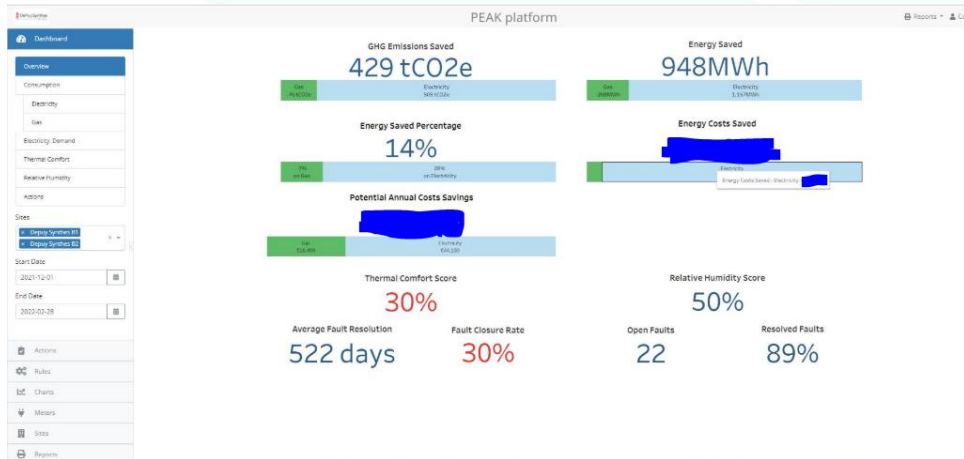 PEAK platform
Reports
Dashboard
Overview
Consumption
Electricity
Gas
Electricity Demand
Thermal Comfort
Relative Humidity
Actions
Sites
× Depuy Synthes B1
× Depuy Synthes B2
Start Date
2021-12-01
End Date
2022-02-28
Actions
Rules
Charts
Meters
Sites
Reports
GHG Emissions Saved
429 tCO2e
Gas
Electricity
Energy Saved
948MWh
Gas
Electricity
Energy Saved Percentage
14%
on Gas
on Electricity
Energy Costs Saved
Electricity
Energy Costs Saved - Electricity
Potential Annual Costs Savings
Gas
Electricity
Thermal Comfort Score
30%
Relative Humidity Score
50%
Average Fault Resolution
522 days
Fault Closure Rate
30%
Open Faults
22
Resolved Faults
89%